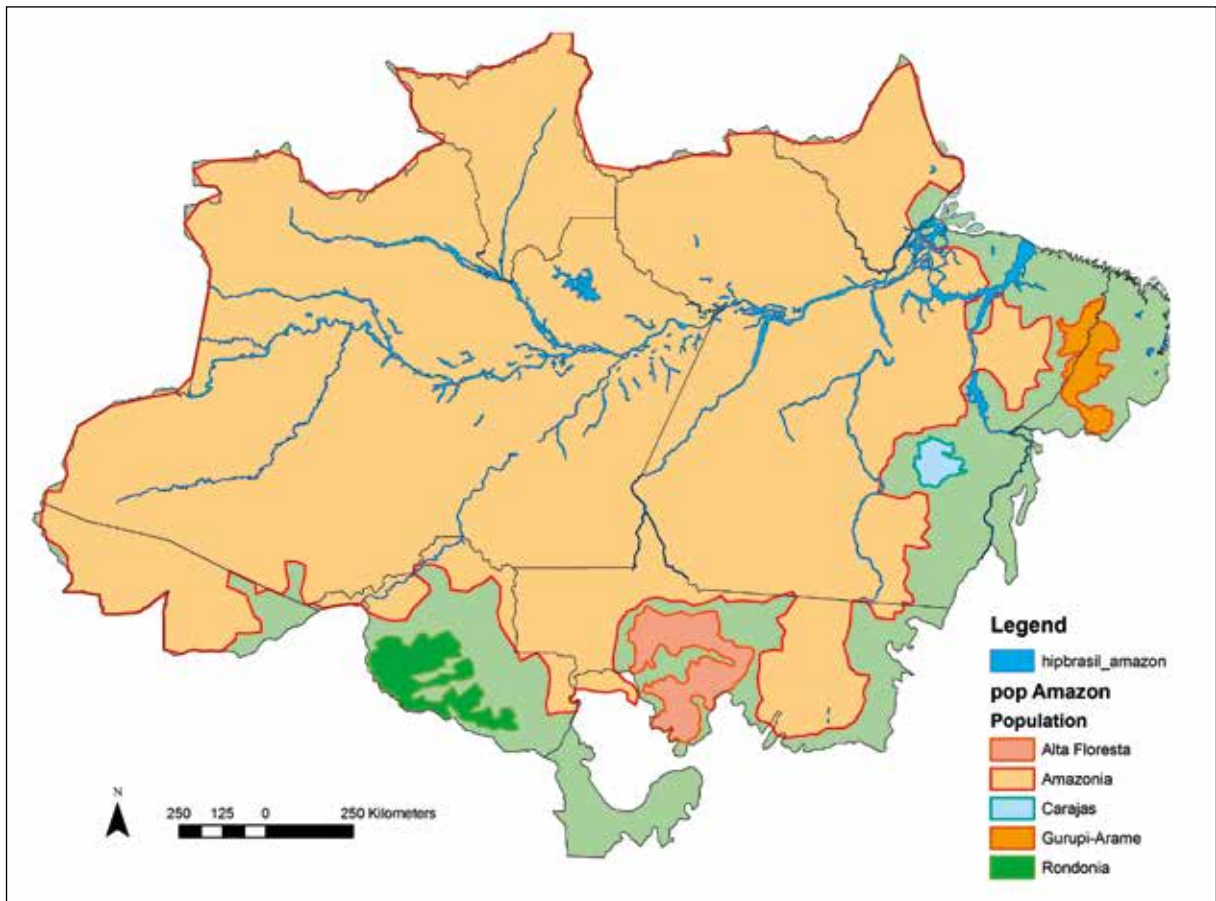 Legend
hipbrasil_amazon
pop Amazon
Population
Alta Floresta
Amazonia
Carajas
Gurupi-Arame
Rondonia
N
250 125 0 250 Kilometers